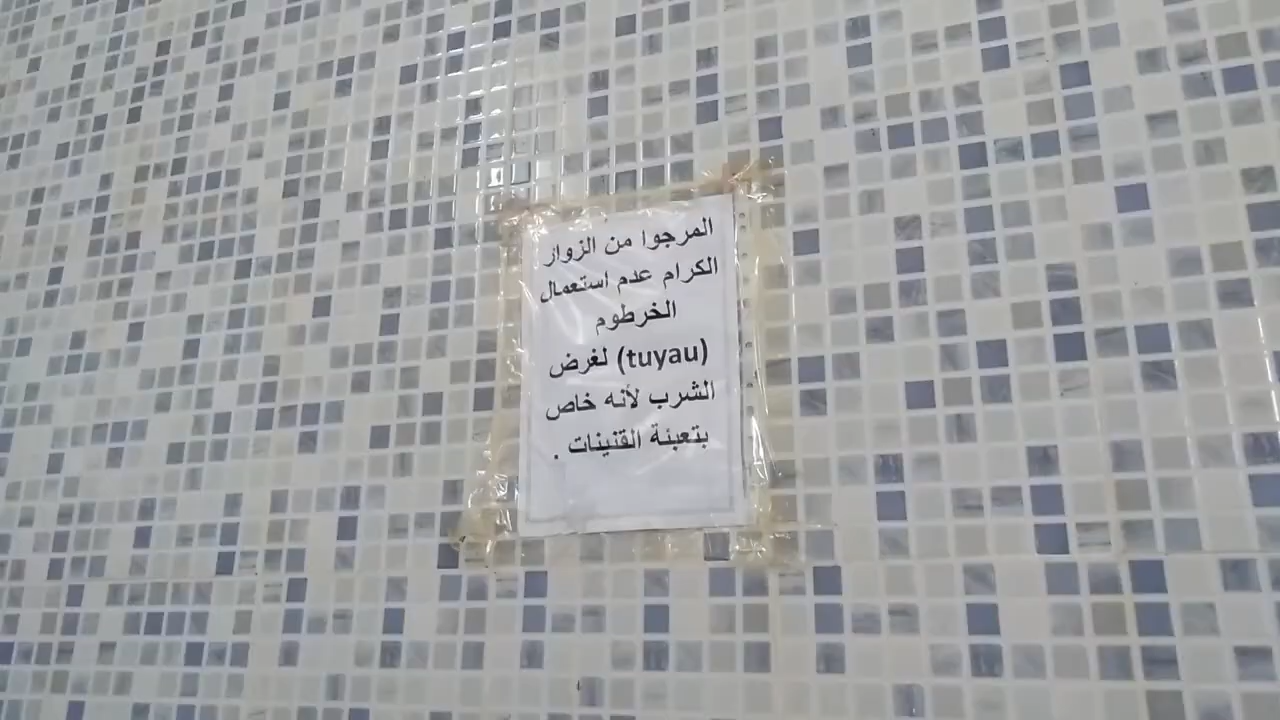 المرجوا من الزوار
الكرام عدم استعمال
الخرطوم
(tuyau) لغرض
الشرب لأنه خاص
بتعبئة القنينات .